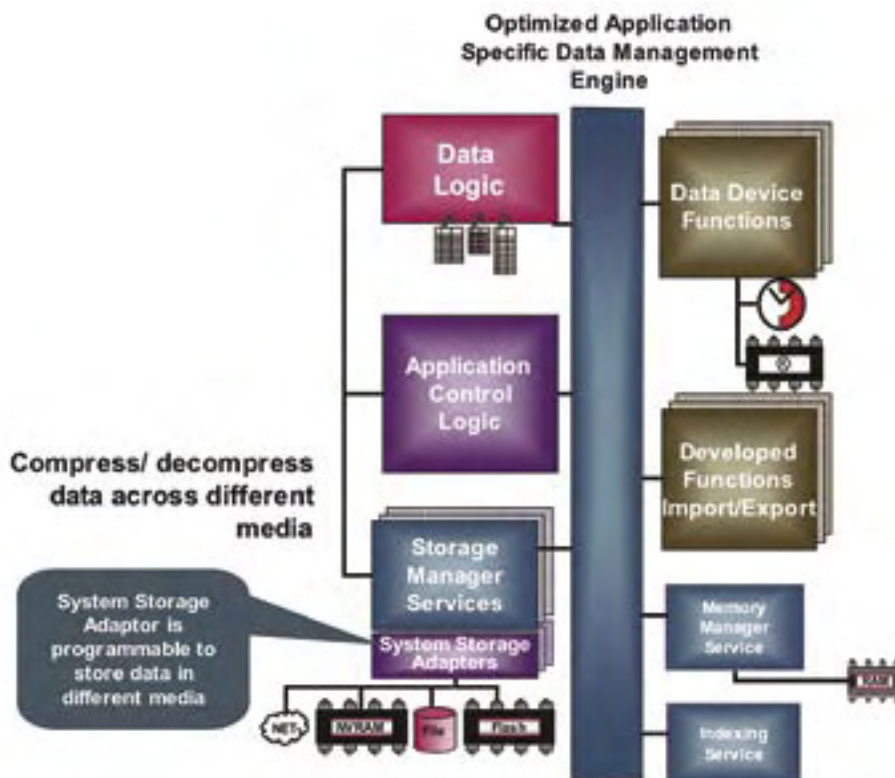 Optimized Application
Specific Data Management
Engine
Data
Logic
Data Device
Functions
Application
Control
Logic
Developed
Functions
Import/Export
Compress/ decompress
data across different
media
Storage
Manager
Services
System Storage
Adapters
System Storage
Adaptor is
programmable to
store data in
different media
Memory
Manager
Service
RAM
NET
NVRAM
File
Flash
Indexing
Service